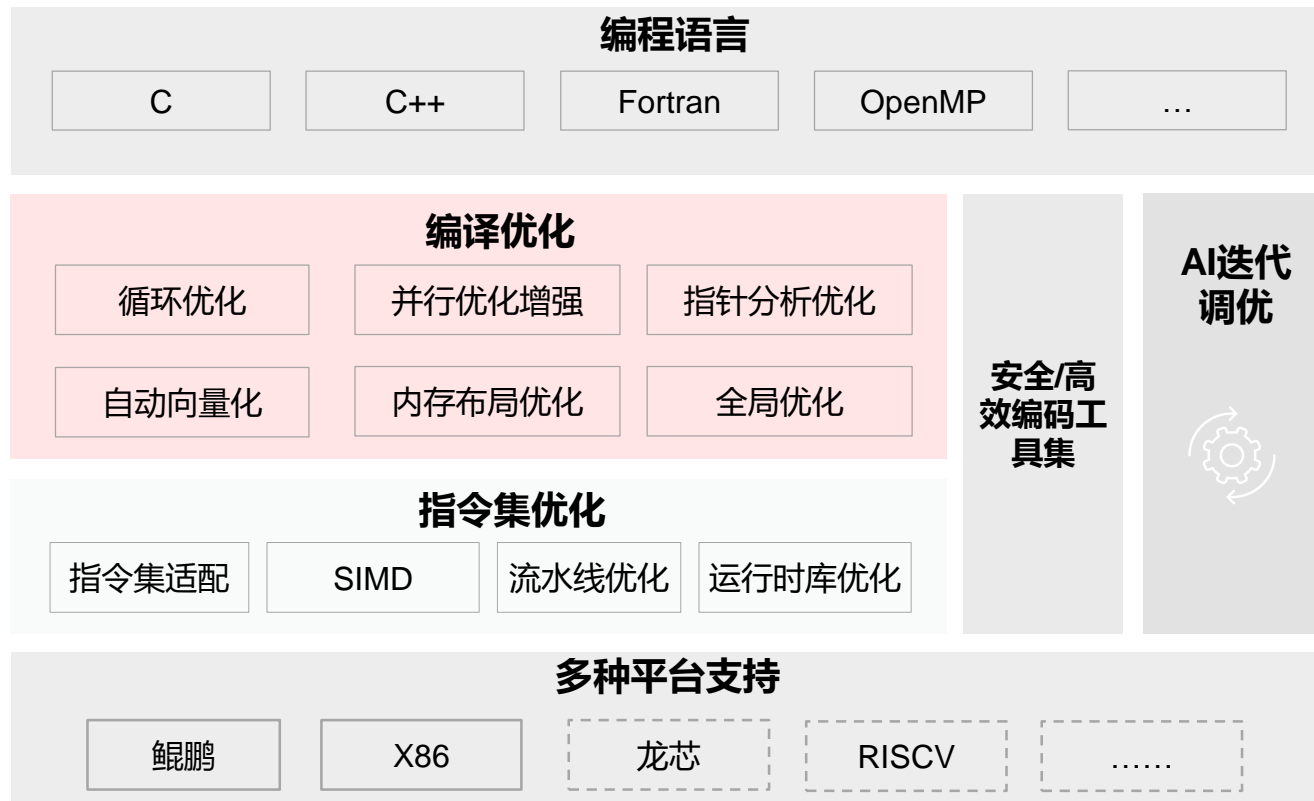 编程语言
C
C++
Fortran
OpenMP
…
编译优化
循环优化
并行优化增强
指针分析优化
自动向量化
内存布局优化
全局优化
指令集优化
指令集适配
SIMD
流水线优化
运行时库优化
安全/高
效编码工
具集
AI迭代
调优
多种平台支持
鲲鹏
X86
龙芯
RISCV
……